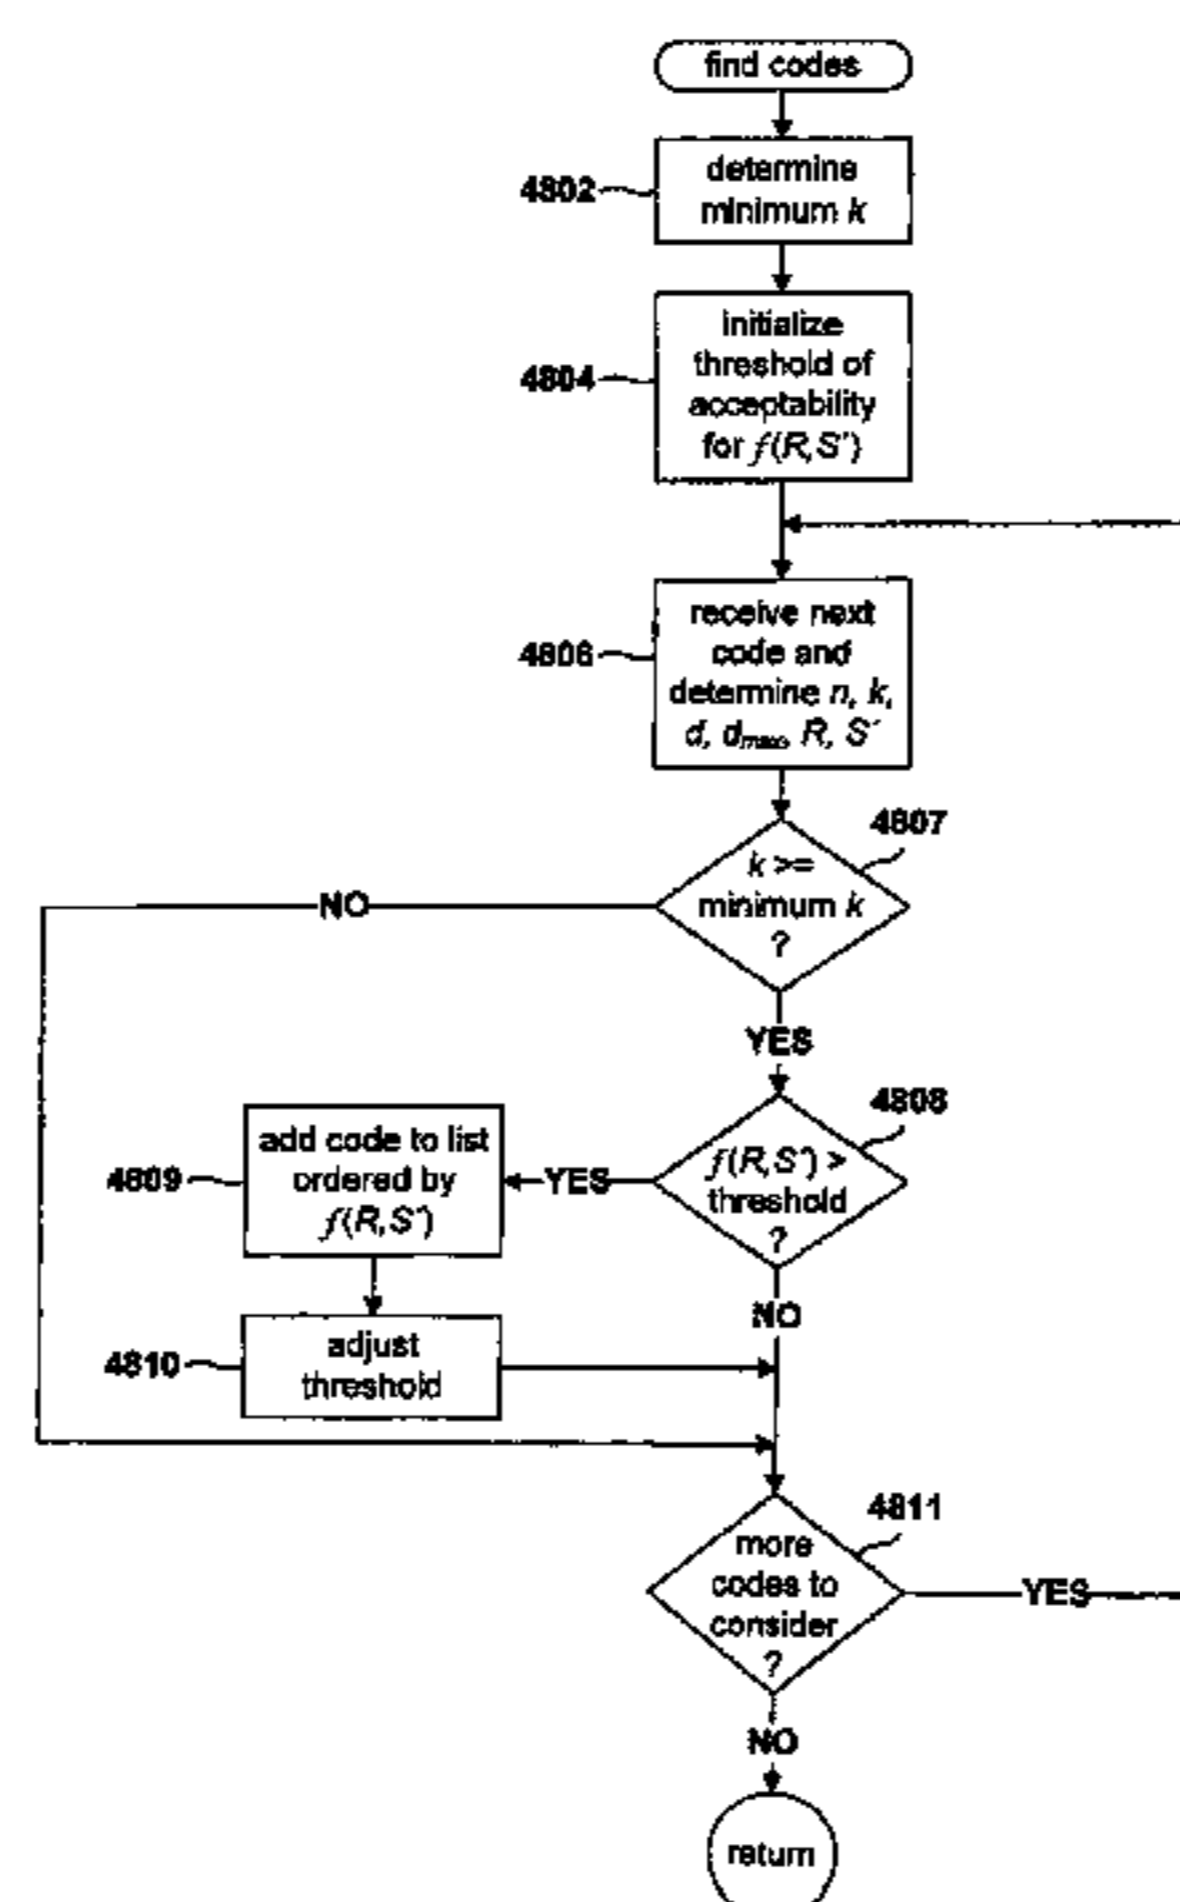 find codes
4802
determine
minimum k
4804
initialize
threshold of
acceptability
for f(R,S´)
4806
receive next
code and
determine n, k,
d, dmax, R, S´
4807
k >=
minimum k
?
NO
YES
4808
f(R,S´) >
threshold
?
YES
4809
add code to list
ordered by
f(R,S´)
NO
4810
adjust
threshold
4811
more
codes to
consider
?
YES
NO
return